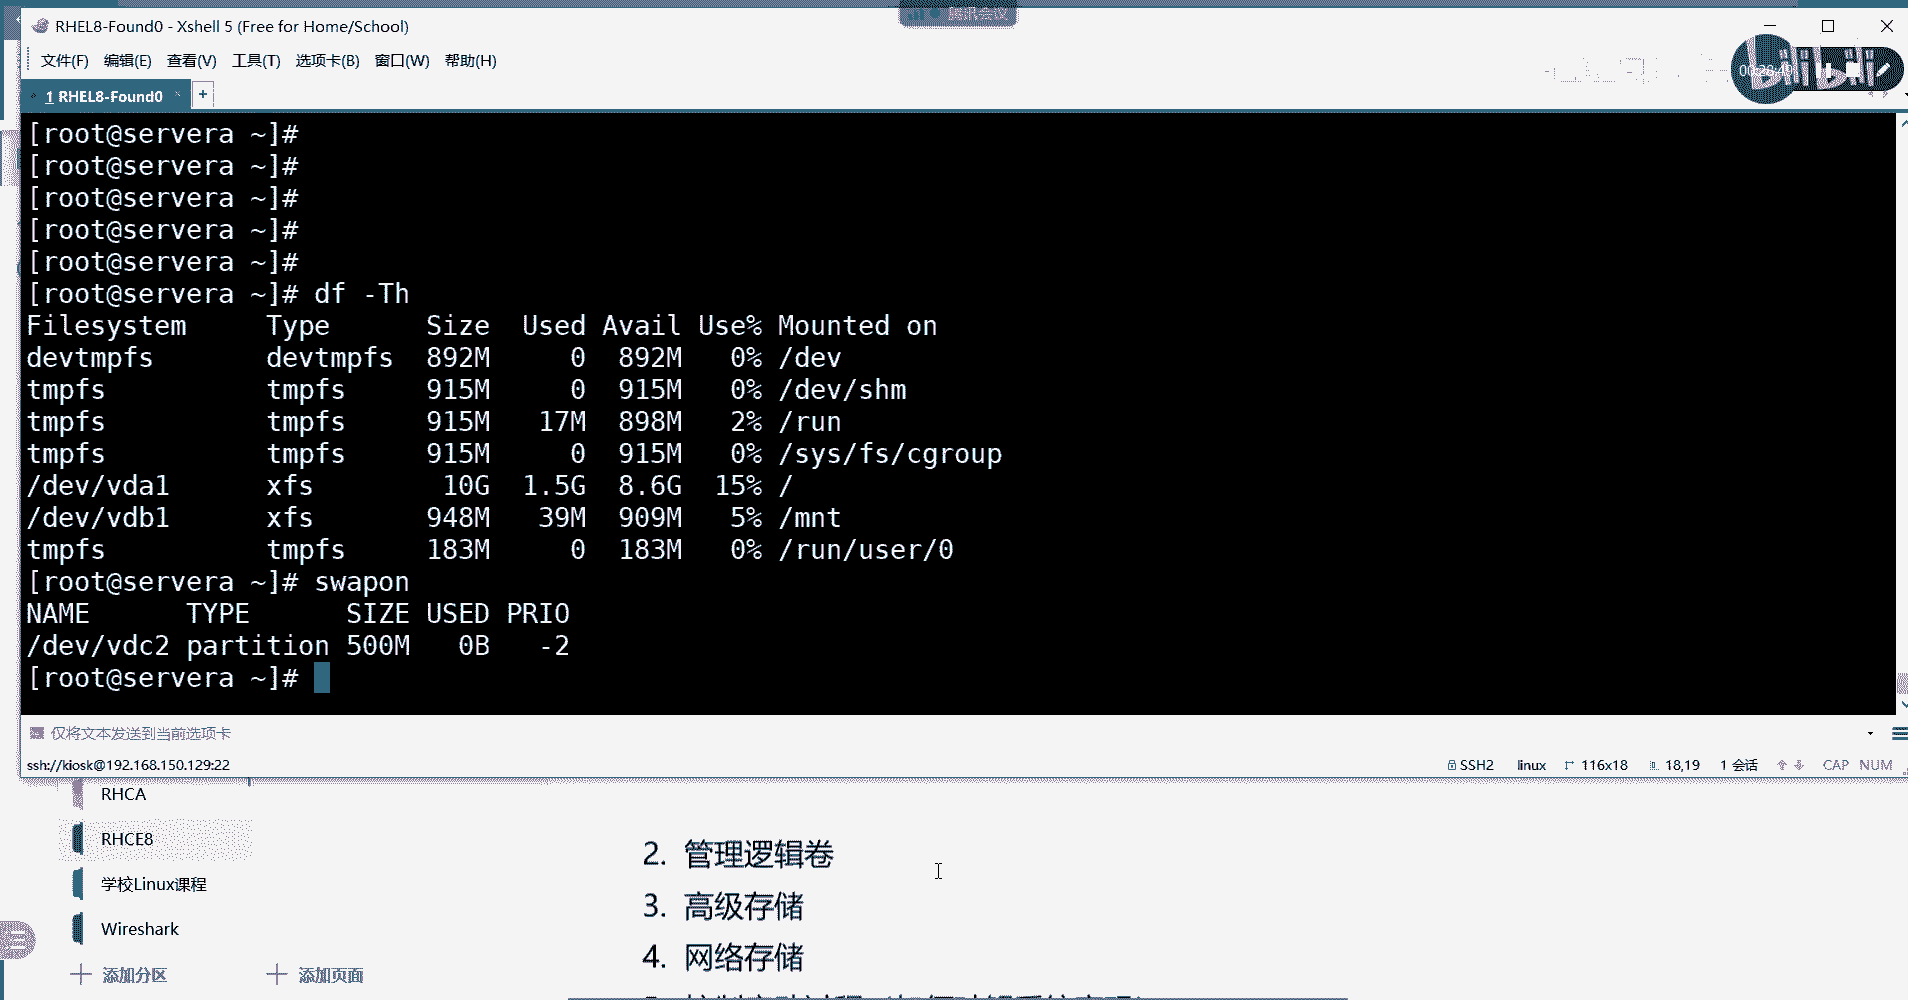 腾讯会议
RHEL8-Found0 - Xshell 5 (Free for Home/School)
文件(F) 编辑(E) 查看(V) 工具(T) 选项卡(B) 窗口(W) 帮助(H)
00:28:49
bilibili
1 RHEL8-Found0 × +
[root@servera ~]#
[root@servera ~]#
[root@servera ~]#
[root@servera ~]#
[root@servera ~]#
[root@servera ~]# df -Th
Filesystem Type Size Used Avail Use% Mounted on
devtmpfs devtmpfs 892M 0 892M 0% /dev
tmpfs tmpfs 915M 0 915M 0% /dev/shm
tmpfs tmpfs 915M 17M 898M 2% /run
tmpfs tmpfs 915M 0 915M 0% /sys/fs/cgroup
/dev/vda1 xfs 10G 1.5G 8.6G 15% /
/dev/vdb1 xfs 948M 39M 909M 5% /mnt
tmpfs tmpfs 183M 0 183M 0% /run/user/0
[root@servera ~]# swapon
NAME TYPE SIZE USED PRIO
/dev/vdc2 partition 500M 0B -2
[root@servera ~]#
仅将文本发送到当前选项卡
ssh://kiosk@192.168.150.129:22 SSH2 linux 116x18 18,19 1 会话 CAP NUM
RHCA
RHCE8
学校Linux课程
Wireshark
添加分区 添加页面
2. 管理逻辑卷
3. 高级存储
4. 网络存储